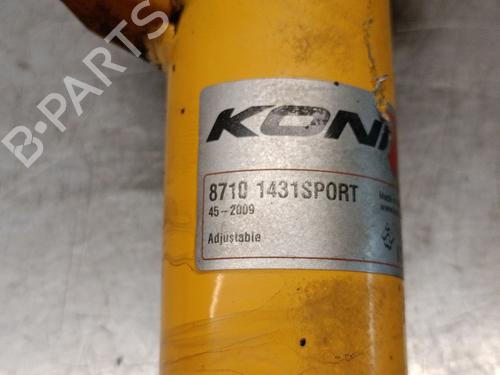 KONI
8710 1431SPORT
45-2009
Adjustable
B-PARTS